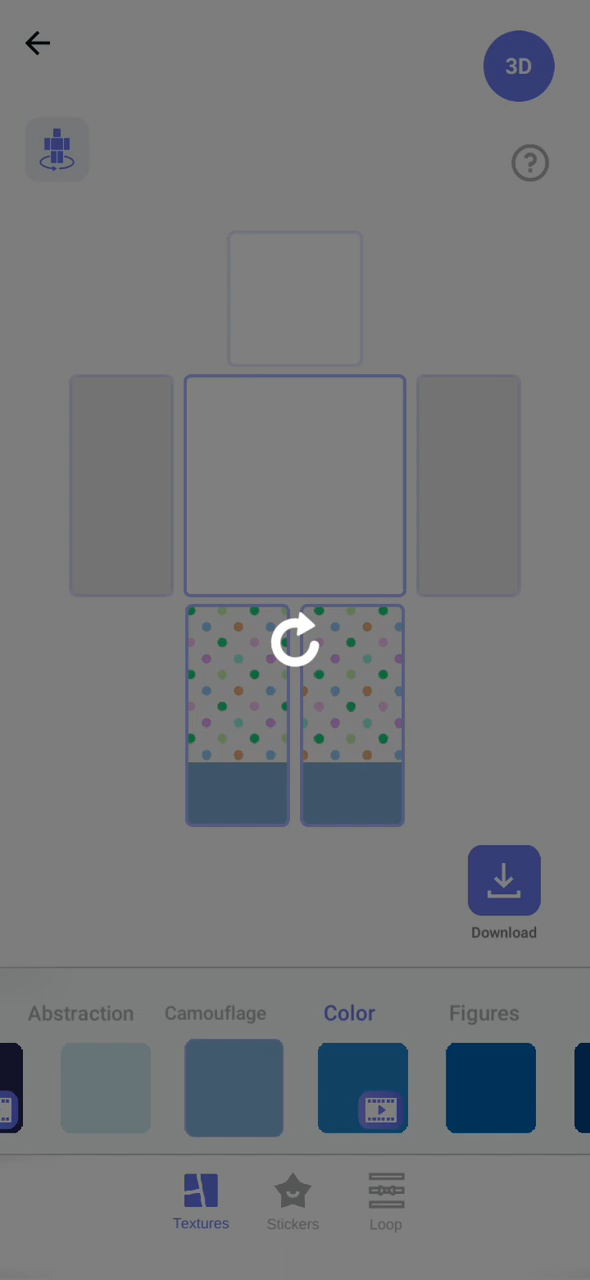 3D
?
Download
Abstraction Camouflage Color Figures
Textures Stickers Loop